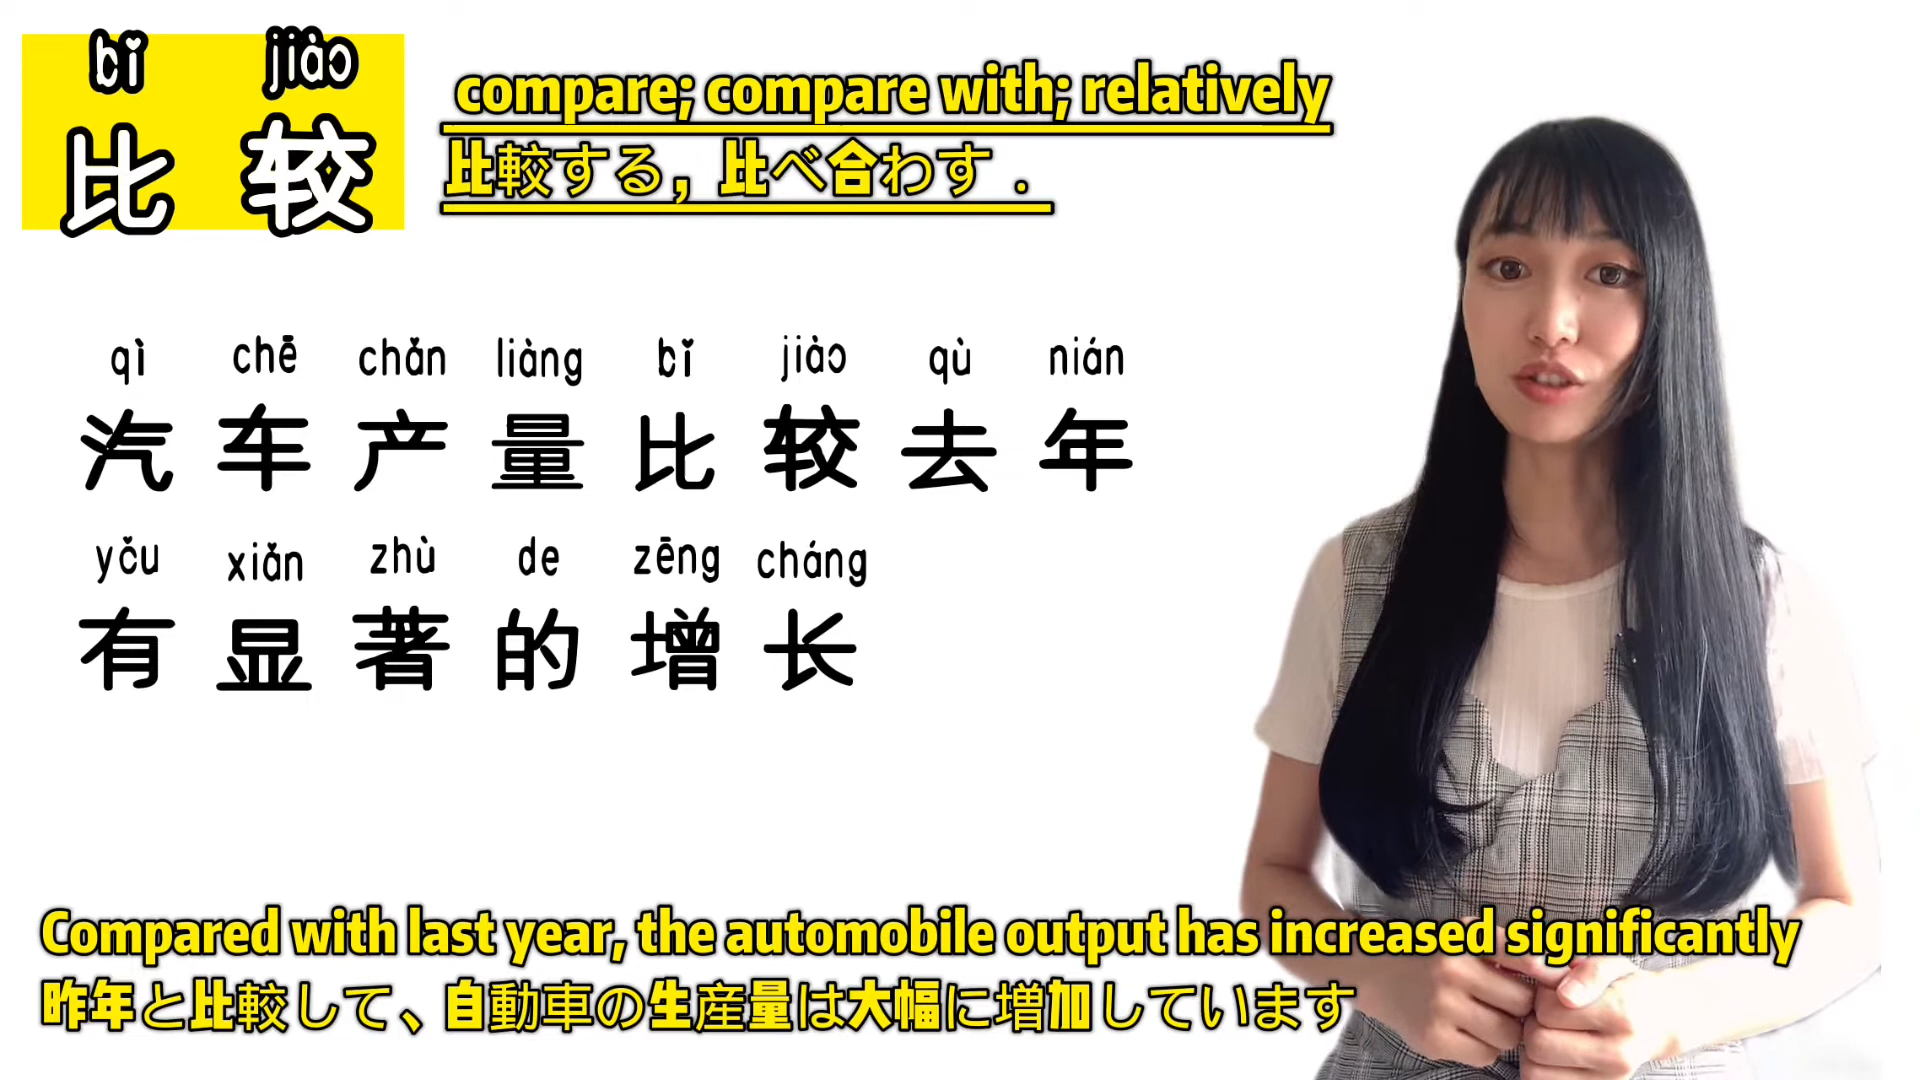 bǐ jiào
比较
compare; compare with; relatively
比較する，比べ合わす．
qì chē chǎn liàng bǐ jiào qù nián
汽车产量比较去年
yǒu xiǎn zhù de zēng cháng
有显著的增长
Compared with last year, the automobile output has increased significantly
昨年と比較して、自動車の生産量は大幅に増加しています